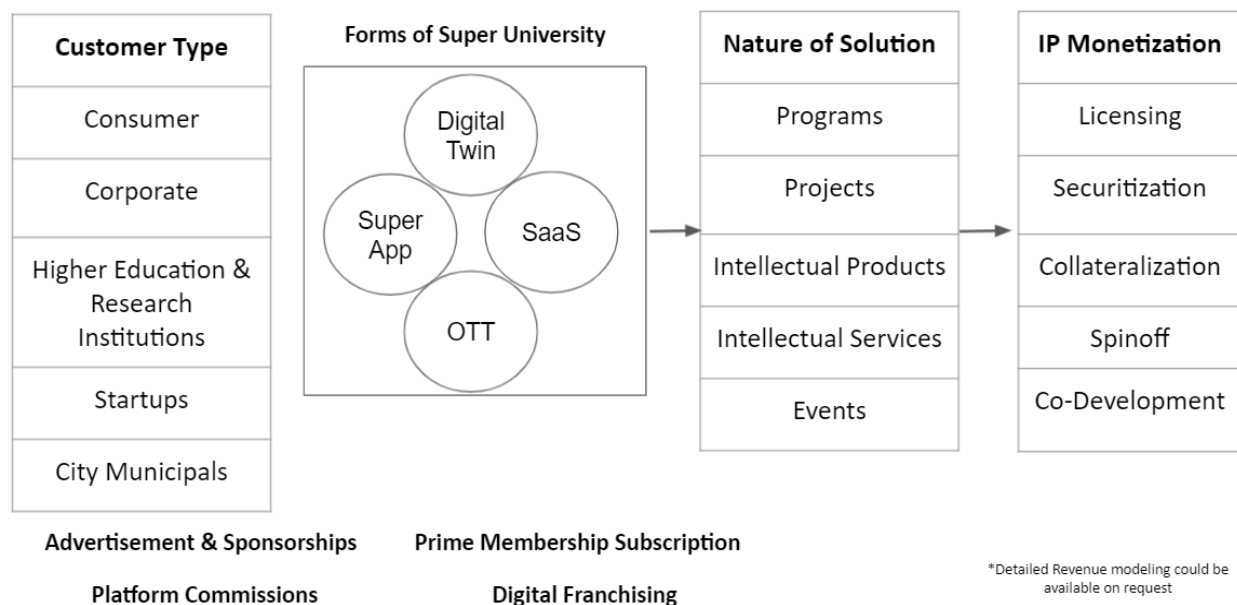 Customer Type
Consumer
Corporate
Higher Education &
Research
Institutions
Startups
City Municipals
Forms of Super University
Digital
Twin
Super
App
SaaS
OTT
Nature of Solution
Programs
Projects
Intellectual Products
Intellectual Services
Events
IP Monetization
Licensing
Securitization
Collateralization
Spinoff
Co-Development
Advertisement & Sponsorships
Prime Membership Subscription
Platform Commissions
Digital Franchising
*Detailed Revenue modeling could be
available on request